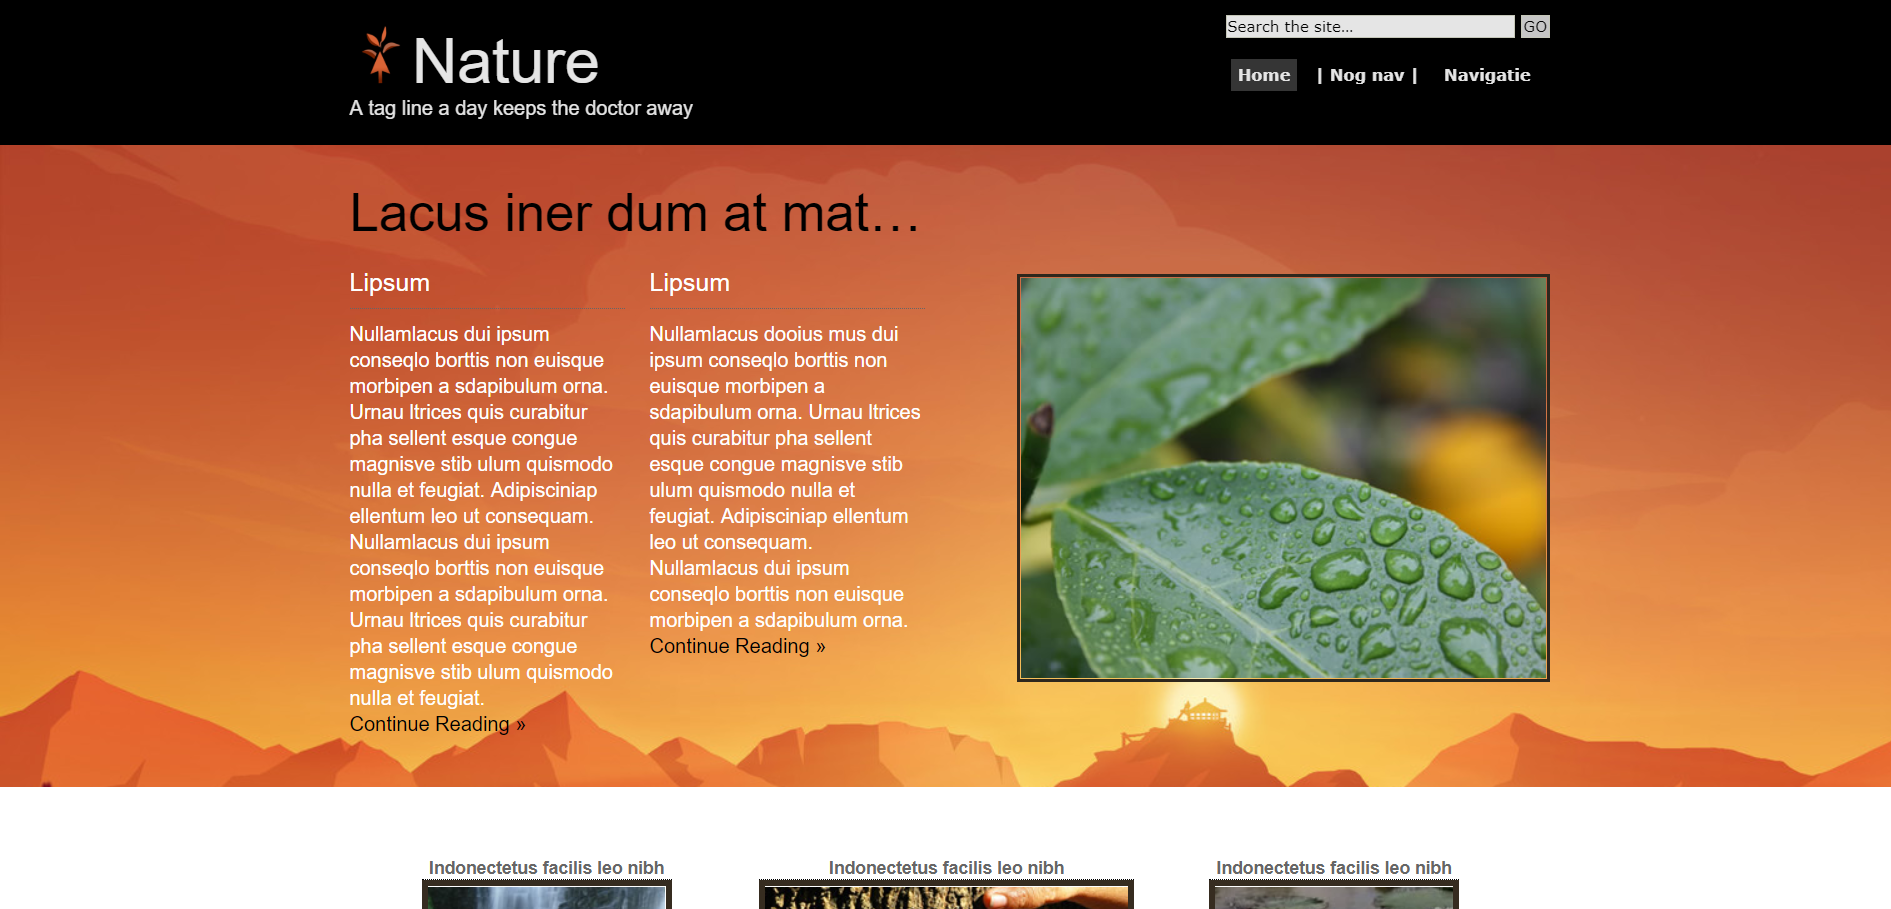 Nature
A tag line a day keeps the doctor away
Search the site... GO
Home | Nog nav | Navigatie
Lacus iner dum at mat...
Lipsum
Nullamlacus dui ipsum
conseqlo borttis non euisque
morbipen a sdapibulum orna.
Urnau ltrices quis curabitur
pha sellent esque congue
magnisve stib ulum quismodo
nulla et feugiat. Adipisciniap
ellentum leo ut consequam.
Nullamlacus dui ipsum
conseqlo borttis non euisque
morbipen a sdapibulum orna.
Urnau ltrices quis curabitur
pha sellent esque congue
magnisve stib ulum quismodo
nulla et feugiat.
Continue Reading »
Lipsum
Nullamlacus dooius mus dui
ipsum conseqlo borttis non
euisque morbipen a
sdapibulum orna. Urnau ltrices
quis curabitur pha sellent
esque congue magnisve stib
ulum quismodo nulla et
feugiat. Adipisciniap ellentum
leo ut consequam.
Nullamlacus dui ipsum
conseqlo borttis non euisque
morbipen a sdapibulum orna.
Continue Reading »
Indonectetus facilis leo nibh
Indonectetus facilis leo nibh
Indonectetus facilis leo nibh